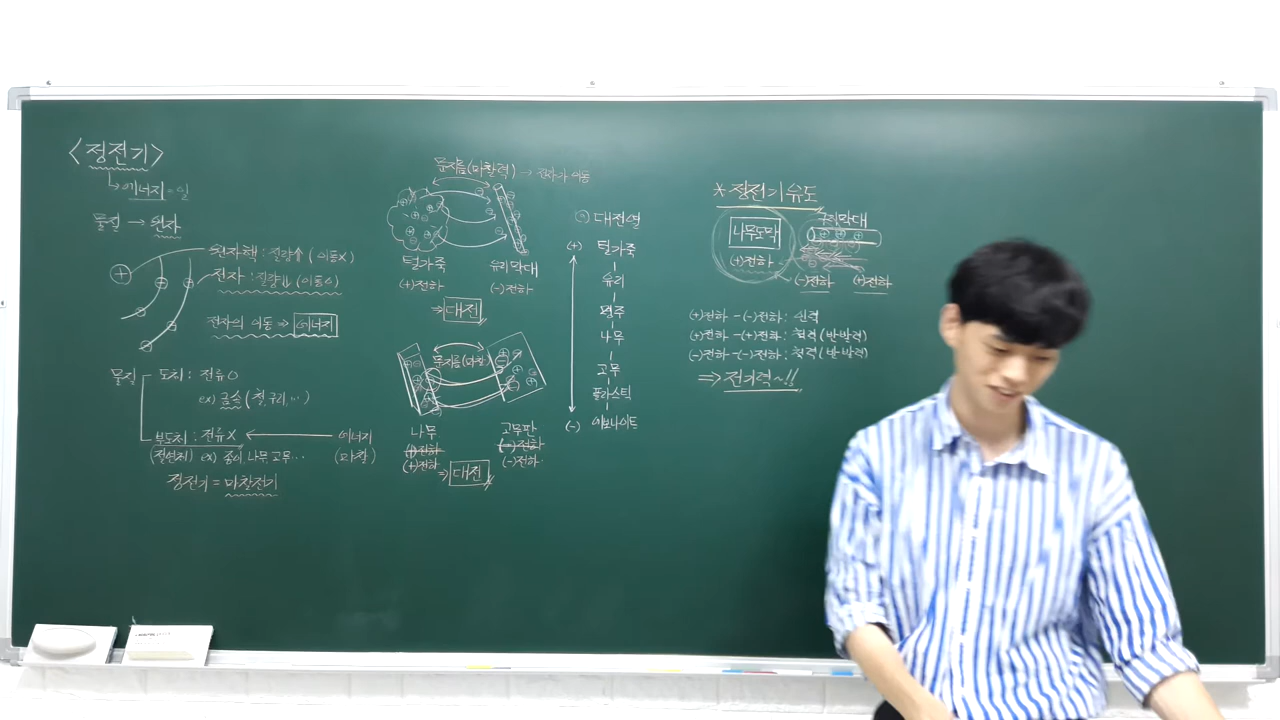 <정전기>
에너지 = 일
물질 → 원자
원자핵 : 질량↑ (이동X)
전자 : 질량↓ (이동O)
전자의 이동 ⇒ 에너지
물질
도체 : 전류O
ex) 금속 (철, 구리, …)
부도체 : 전류X ← 에너지
(절연체) ex) 종이, 나무, 고무… (마찰)
정전기 = 마찰전기
문지름(마찰력) → 전자가 이동
털가죽 유리막대
(+)전하 (-)전하
⇒ 대전
문지름(마찰)
나무 고무판
(+)전하 (-)전하
(+)전하 (-)전하
⇒ 대전
대전열
(+) 털가죽
유리
명주
나무
고무
플라스틱
(-) 에보나이트
* 정전기유도
나무도막
(+)전하
(-)전하 (+)전하
(+)전하 - (-)전하 : 인력
(+)전하 - (+)전하 : 척력 (반발력)
(-)전하 - (-)전하 : 척력 (반발력)
⇒ 전기력~!!